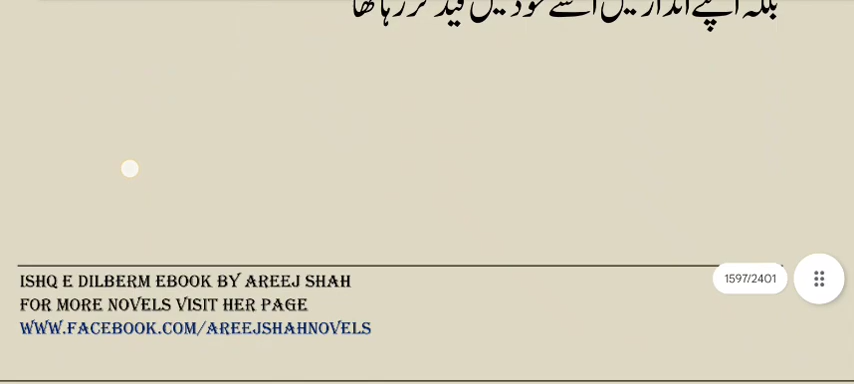 بلکہ اپنے انداز میں اسے خود میں قید کر رہا تھا
ISHQ E DILBERM EBOOK BY AREEJ SHAH
FOR MORE NOVELS VISIT HER PAGE
1597/2401
WWW.FACEBOOK.COM/AREEJSHAHNOVELS